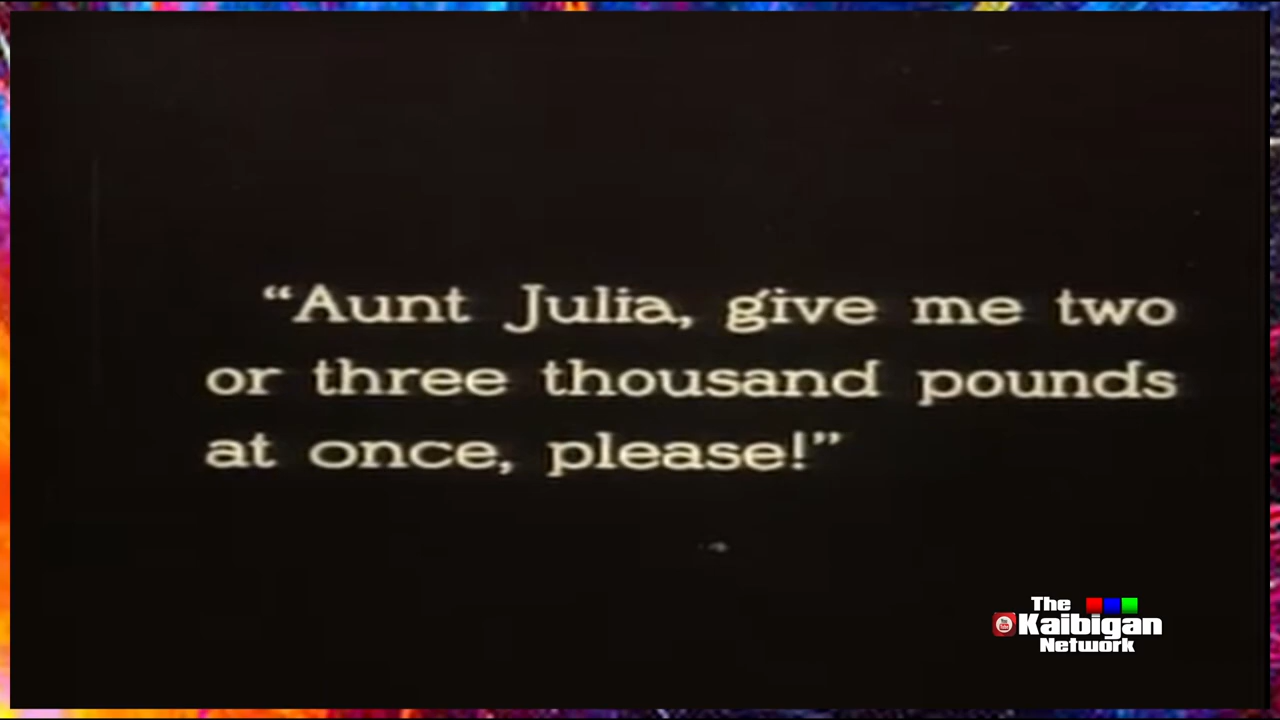 “Aunt Julia, give me two
or three thousand pounds
at once, please!”
The
Kaibigan
Network